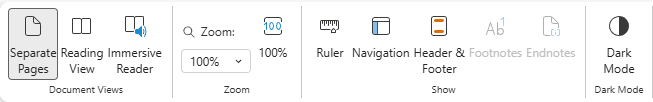 Separate Pages
Reading View
Immersive Reader
Document Views
Zoom:
100%
100
100%
Zoom
Ruler
Navigation
Header & Footer
Ab1
Footnotes
Endnotes
Show
Dark Mode
Dark Mode